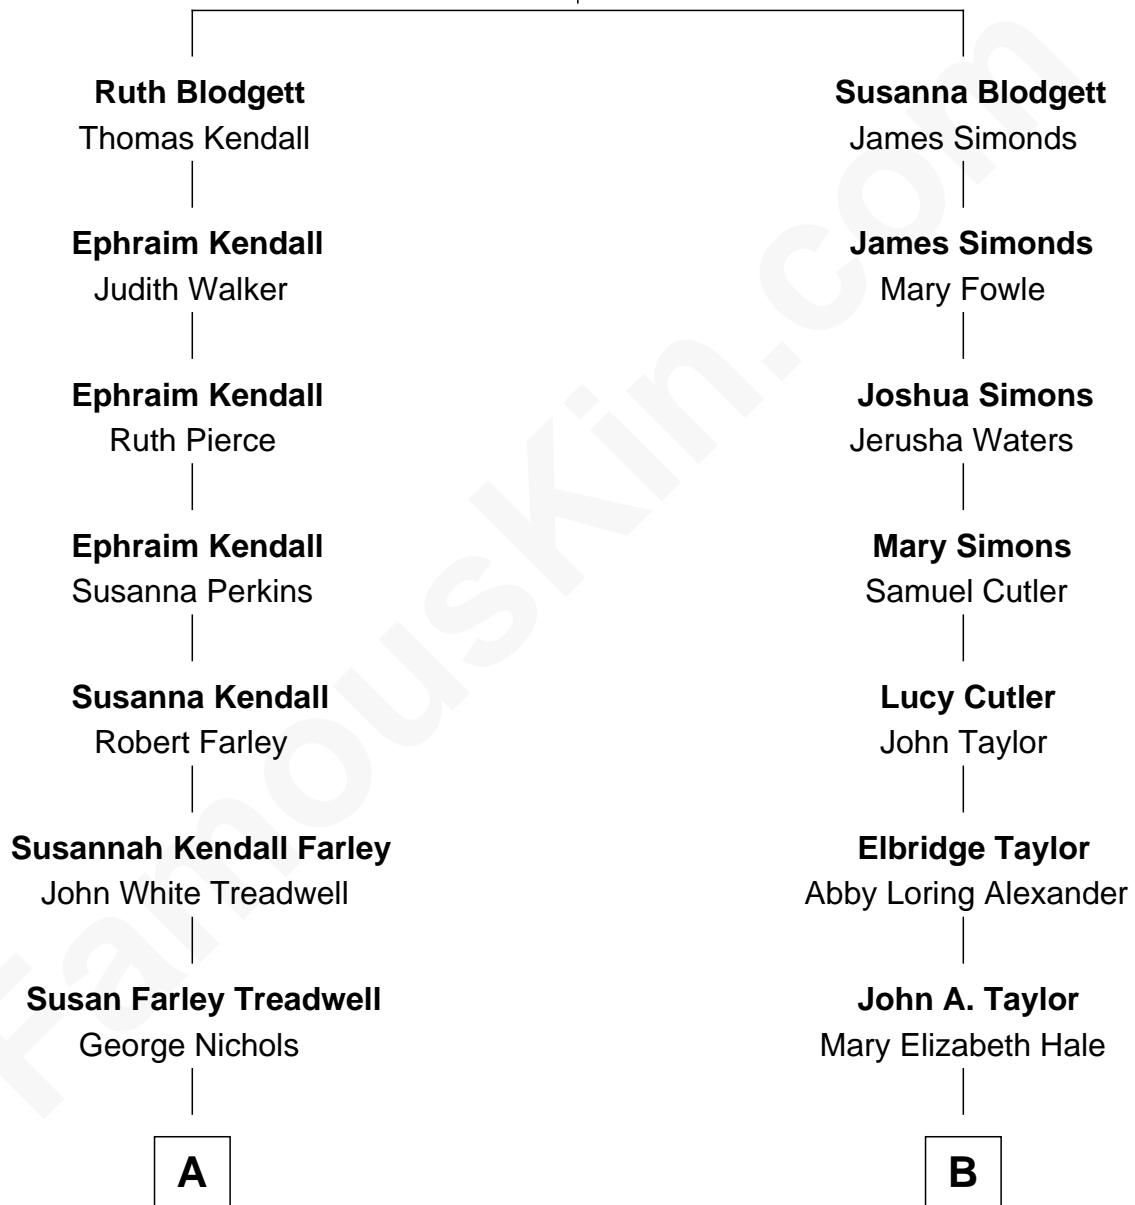 Ruth Blodgett
Thomas Kendall
Susanna Blodgett
James Simonds
Ephraim Kendall
Judith Walker
James Simonds
Mary Fowle
Ephraim Kendall
Ruth Pierce
Joshua Simons
Jerusha Waters
Ephraim Kendall
Susanna Perkins
Mary Simons
Samuel Cutler
Susanna Kendall
Robert Farley
Lucy Cutler
John Taylor
Susannah Kendall Farley
John White Treadwell
Elbridge Taylor
Abby Loring Alexander
Susan Farley Treadwell
George Nichols
John A. Taylor
Mary Elizabeth Hale
A
B
FamousKin.com